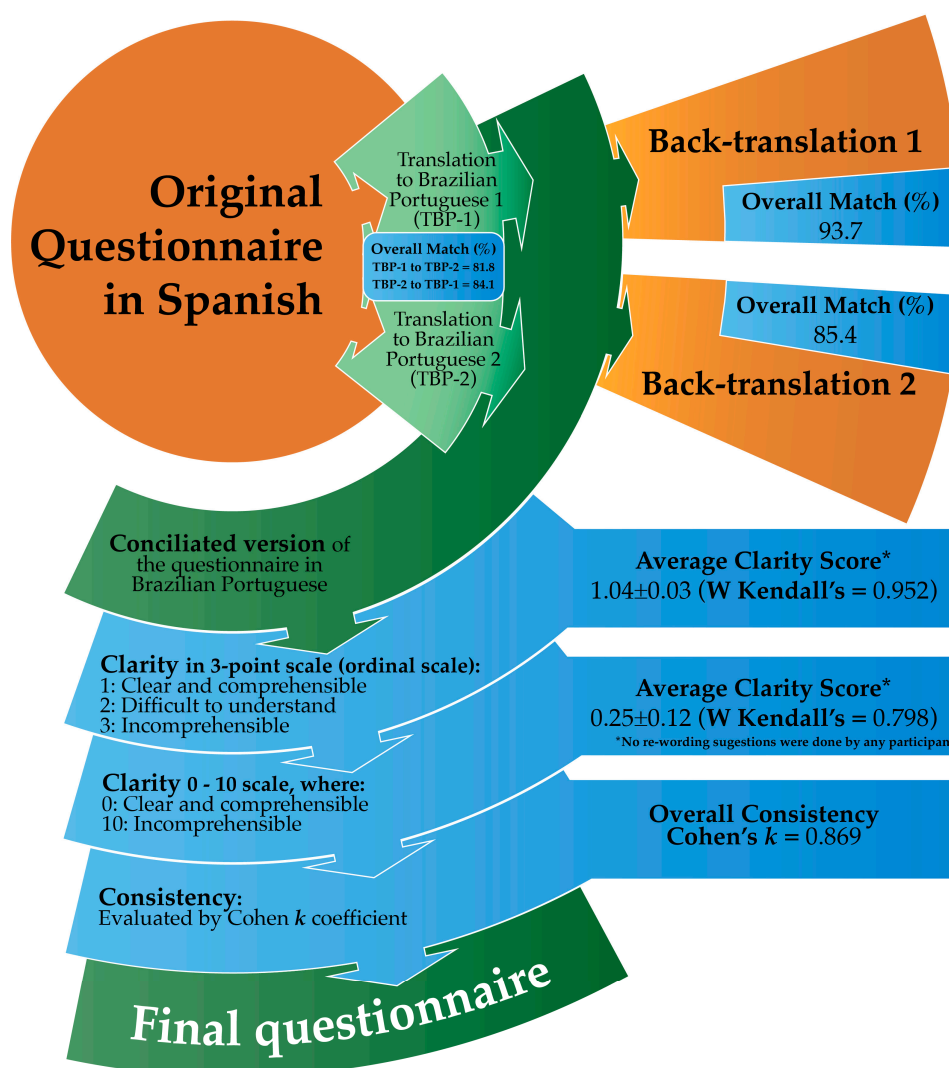 Original
Questionnaire
in Spanish
Translation
to Brazilian
Portuguese 1
(TBP-1)
Overall Match (%)
TBP-1 to TBP-2 = 81.8
TBP-2 to TBP-1 = 84.1
Translation
to Brazilian
Portuguese 2
(TBP-2)
Back-translation 1
Overall Match (%)
93.7
Overall Match (%)
85.4
Back-translation 2
Conciliated version of
the questionnaire in
Brazilian Portuguese
Clarity in 3-point scale (ordinal scale):
1: Clear and comprehensible
2: Difficult to understand
3: Incomprehensible
Average Clarity Score*
1.04±0.03 (W Kendall's = 0.952)
Clarity 0 - 10 scale, where:
0: Clear and comprehensible
10: Incomprehensible
Average Clarity Score*
0.25±0.12 (W Kendall's = 0.798)
*No re-wording sugestions were done by any participan
Consistency:
Evaluated by Cohen k coefficient
Overall Consistency
Cohen's k = 0.869
Final questionnaire